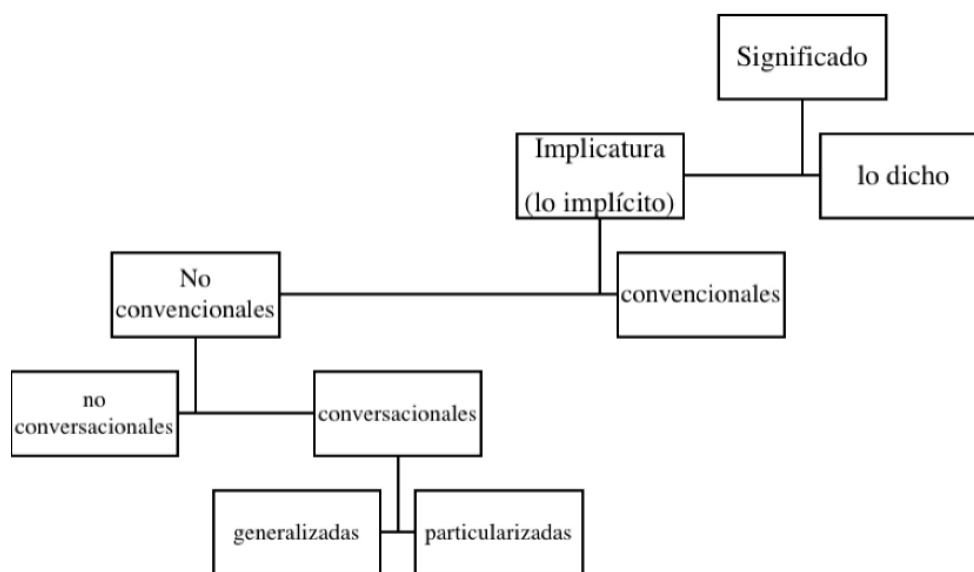 Significado
Implicatura
(lo implícito)
lo dicho
No
convencionales
convencionales
no
conversacionales
conversacionales
generalizadas
particularizadas